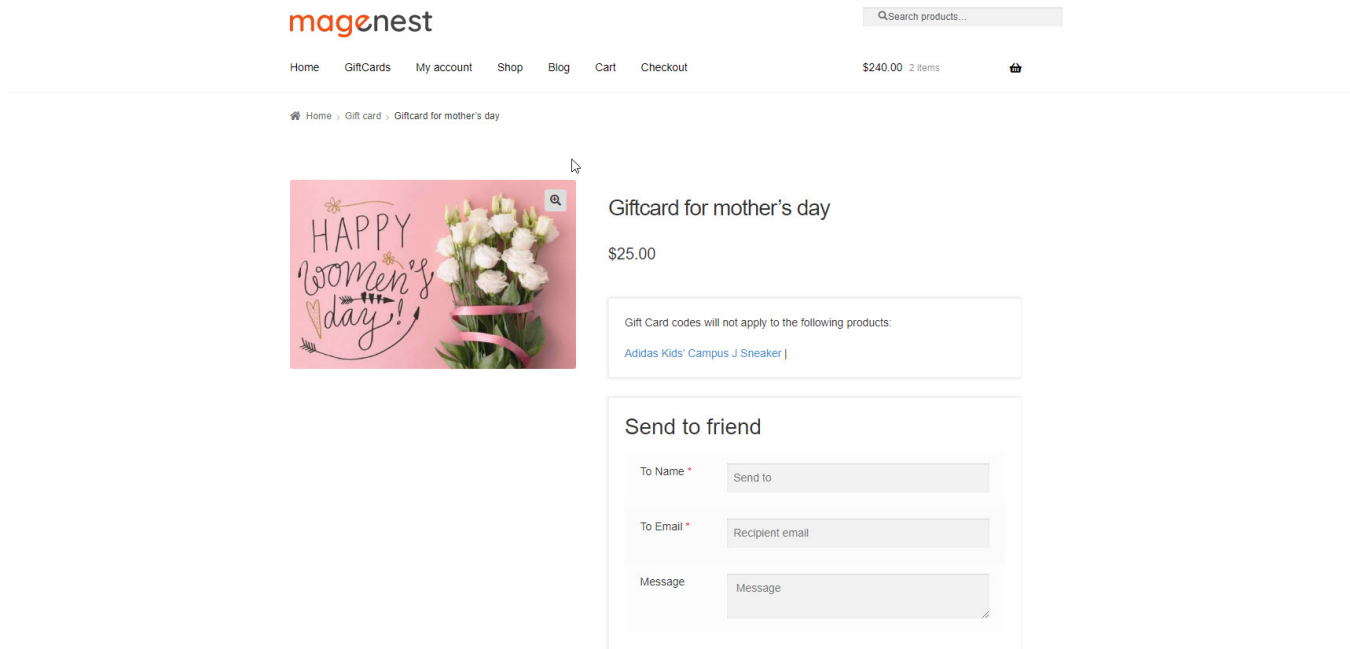 magenest
Search products...
Home GiftCards My account Shop Blog Cart Checkout $240.00 2 items
Home › Gift card › Giftcard for mother's day
HAPPY
women's
day!
Giftcard for mother's day
$25.00
Gift Card codes will not apply to the following products:
Adidas Kids' Campus J Sneaker |
Send to friend
To Name * Send to
To Email * Recipient email
Message Message